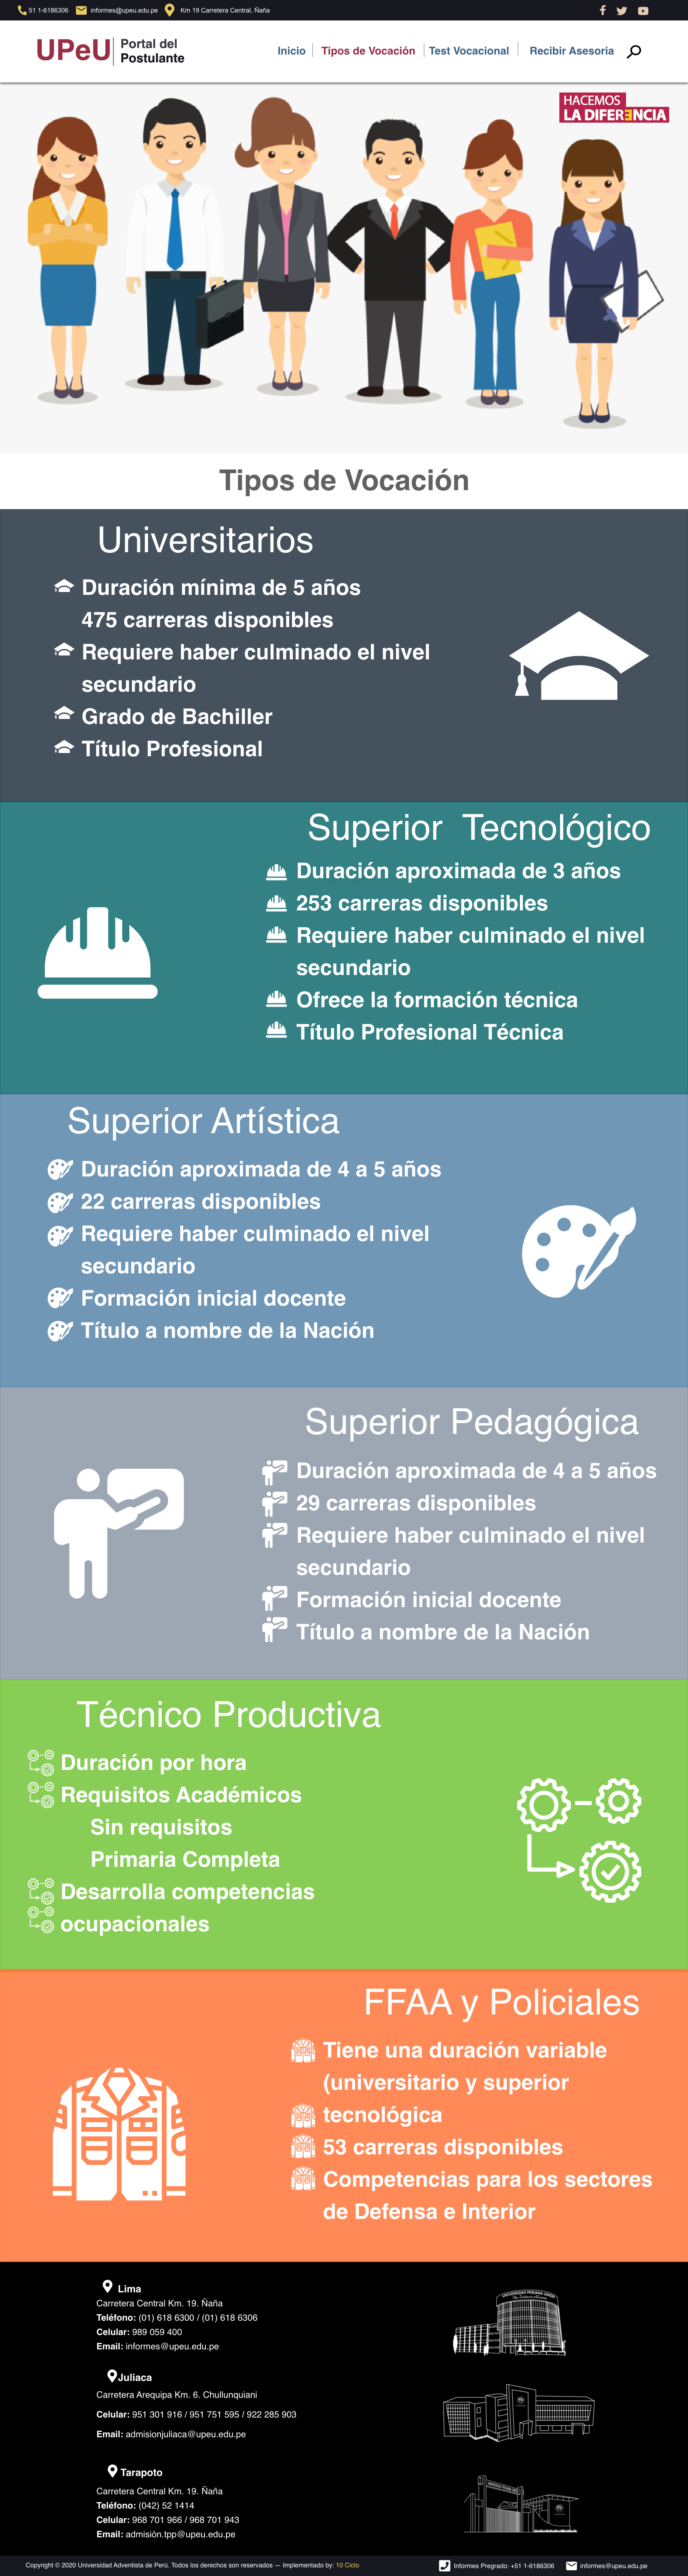 51 1-6186306 informes@upeu.edu.pe Km 19 Carretera Central, Ñaña
UPeU Portal del
Postulante
Inicio Tipos de Vocación Test Vocacional Recibir Asesoria
HACEMOS
LA DIFERENCIA
Tipos de Vocación
Universitarios
Duración mínima de 5 años
475 carreras disponibles
Requiere haber culminado el nivel
secundario
Grado de Bachiller
Título Profesional
Superior Tecnológico
Duración aproximada de 3 años
253 carreras disponibles
Requiere haber culminado el nivel
secundario
Ofrece la formación técnica
Título Profesional Técnica
Superior Artística
Duración aproximada de 4 a 5 años
22 carreras disponibles
Requiere haber culminado el nivel
secundario
Formación inicial docente
Título a nombre de la Nación
Superior Pedagógica
Duración aproximada de 4 a 5 años
29 carreras disponibles
Requiere haber culminado el nivel
secundario
Formación inicial docente
Título a nombre de la Nación
Técnico Productiva
Duración por hora
Requisitos Académicos
Sin requisitos
Primaria Completa
Desarrolla competencias
ocupacionales
FFAA y Policiales
Tiene una duración variable
(universitario y superior
tecnológica
53 carreras disponibles
Competencias para los sectores
de Defensa e Interior
Lima
Carretera Central Km. 19. Ñaña
Teléfono: (01) 618 6300 / (01) 618 6306
Celular: 989 059 400
Email: informes@upeu.edu.pe
UNIVERSIDAD PERUANA UNION
Juliaca
Carretera Arequipa Km. 6. Chullunquiani
Celular: 951 301 916 / 951 751 595 / 922 285 903
Email: admisionjuliaca@upeu.edu.pe
Tarapoto
Carretera Central Km. 19. Ñaña
Teléfono: (042) 52 1414
Celular: 968 701 966 / 968 701 943
Email: admisión.tpp@upeu.edu.pe
Copyright © 2020 Universidad Adventista de Perú. Todos los derechos son reservados — Implementado by: 10 Ciclo
Informes Pregrado: +51 1-6186306 informes@upeu.edu.pe